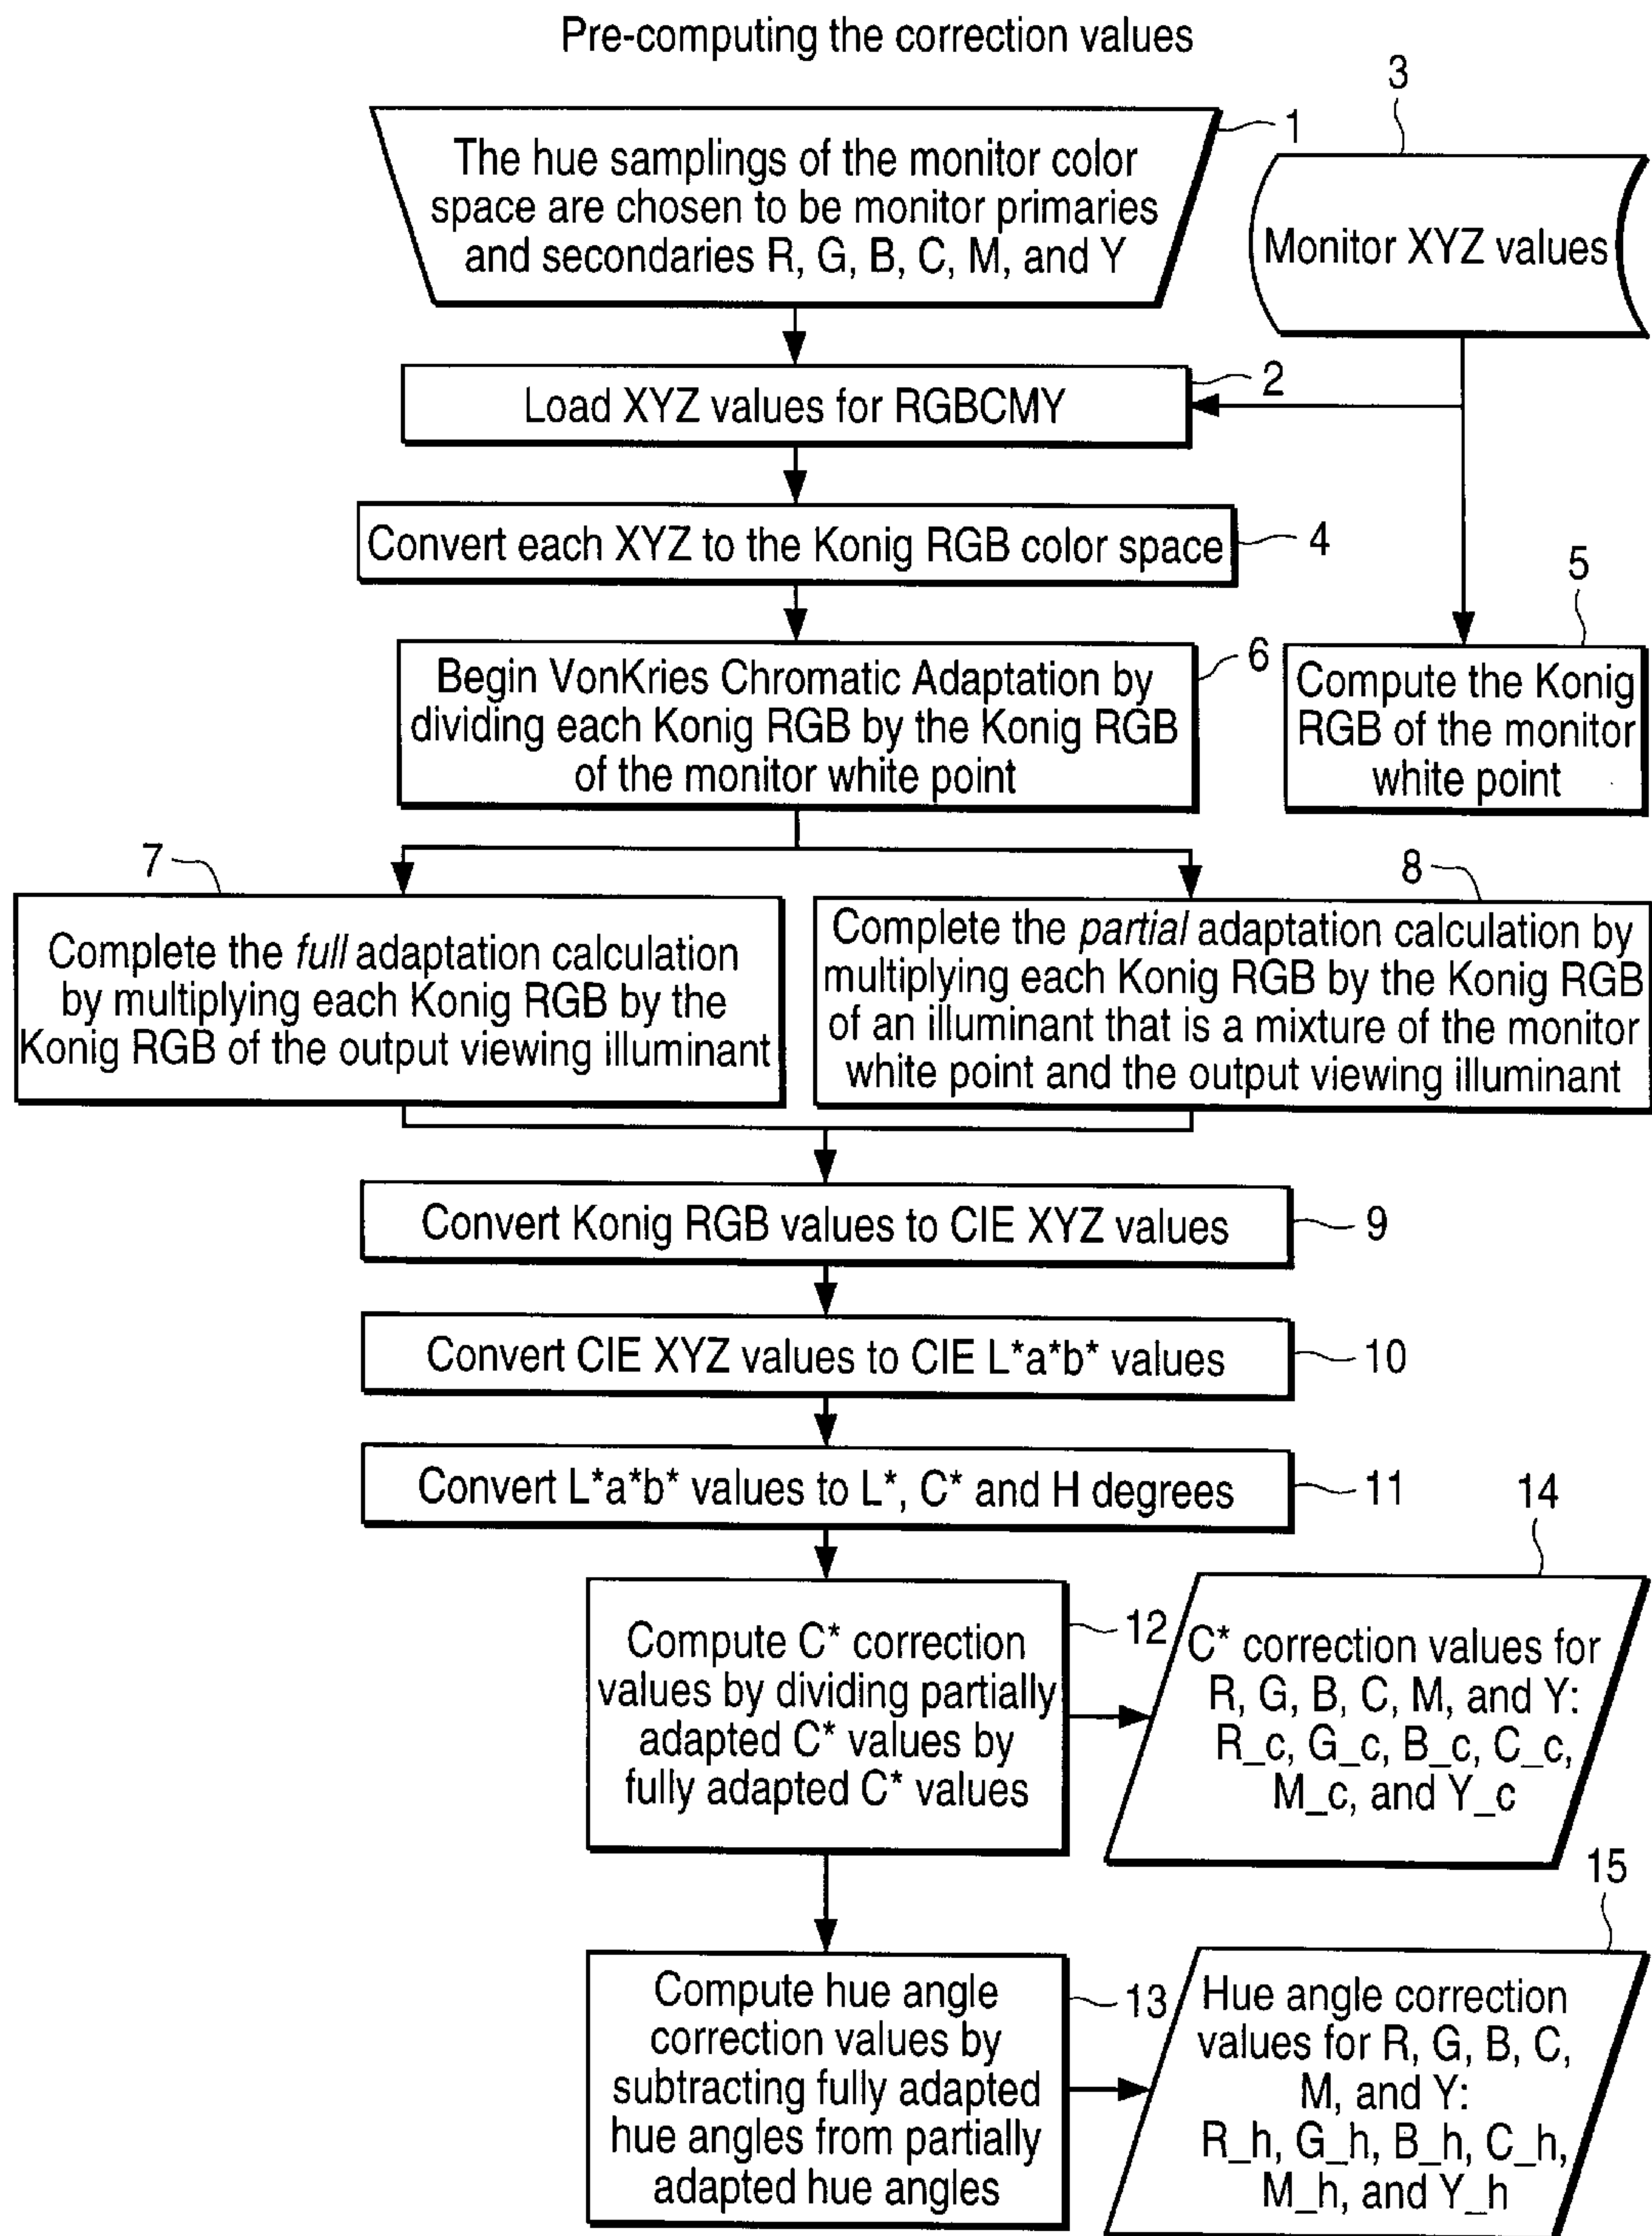 Pre-computing the correction values
1
The hue samplings of the monitor color
space are chosen to be monitor primaries
and secondaries R, G, B, C, M, and Y
3
Monitor XYZ values
2
Load XYZ values for RGBCMY
Convert each XYZ to the Konig RGB color space
4
5
Compute the Konig
RGB of the monitor
white point
6
Begin VonKries Chromatic Adaptation by
dividing each Konig RGB by the Konig RGB
of the monitor white point
7
Complete the full adaptation calculation
by multiplying each Konig RGB by the
Konig RGB of the output viewing illuminant
8
Complete the partial adaptation calculation by
multiplying each Konig RGB by the Konig RGB
of an illuminant that is a mixture of the monitor
white point and the output viewing illuminant
Convert Konig RGB values to CIE XYZ values
9
Convert CIE XYZ values to CIE L*a*b* values
10
Convert L*a*b* values to L*, C* and H degrees
11
12
Compute C* correction
values by dividing partially
adapted C* values by
fully adapted C* values
14
C* correction values for
R, G, B, C, M, and Y:
R_c, G_c, B_c, C_c,
M_c, and Y_c
13
Compute hue angle
correction values by
subtracting fully adapted
hue angles from partially
adapted hue angles
15
Hue angle correction
values for R, G, B, C,
M, and Y:
R_h, G_h, B_h, C_h,
M_h, and Y_h